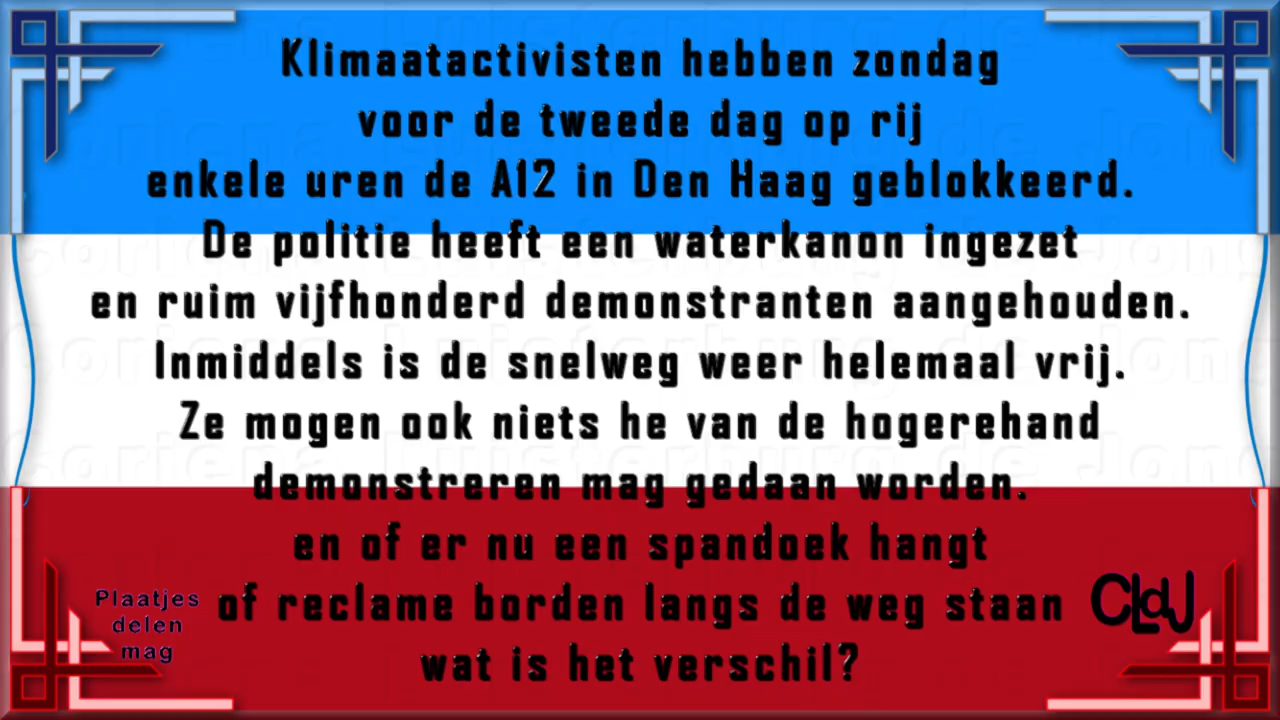 Klimaatactivisten hebben zondag
voor de tweede dag op rij
enkele uren de A12 in Den Haag geblokkeerd.
De politie heeft een waterkanon ingezet
en ruim vijfhonderd demonstranten aangehouden.
Inmiddels is de snelweg weer helemaal vrij.
Ze mogen ook niets he van de hogerehand
demonstreren mag gedaan worden.
en of er nu een spandoek hangt
of reclame borden langs de weg staan
wat is het verschil?
Plaatjes
delen
mag
CLdJ